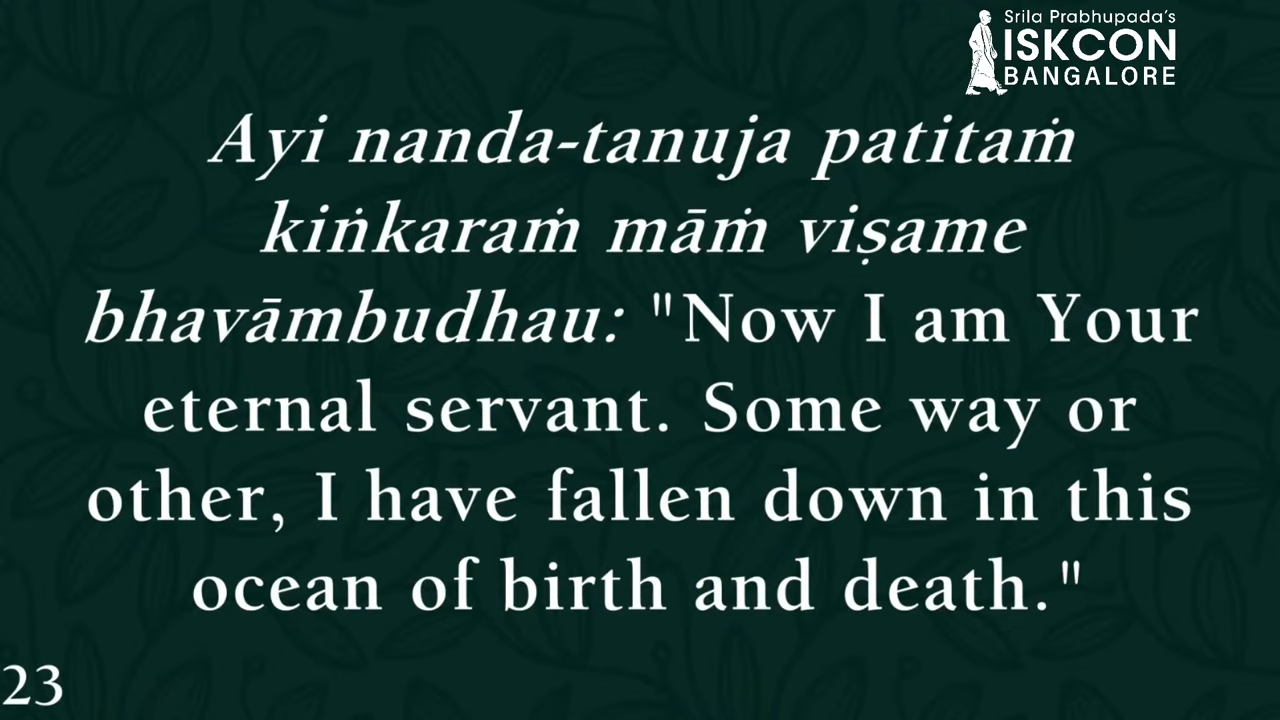 Srila Prabhupada's
ISKCON
BANGALORE
Ayi nanda-tanuja patitaṁ
kiṅkaraṁ māṁ viṣame
bhavāmbudhau: "Now I am Your
eternal servant. Some way or
other, I have fallen down in this
ocean of birth and death."
23